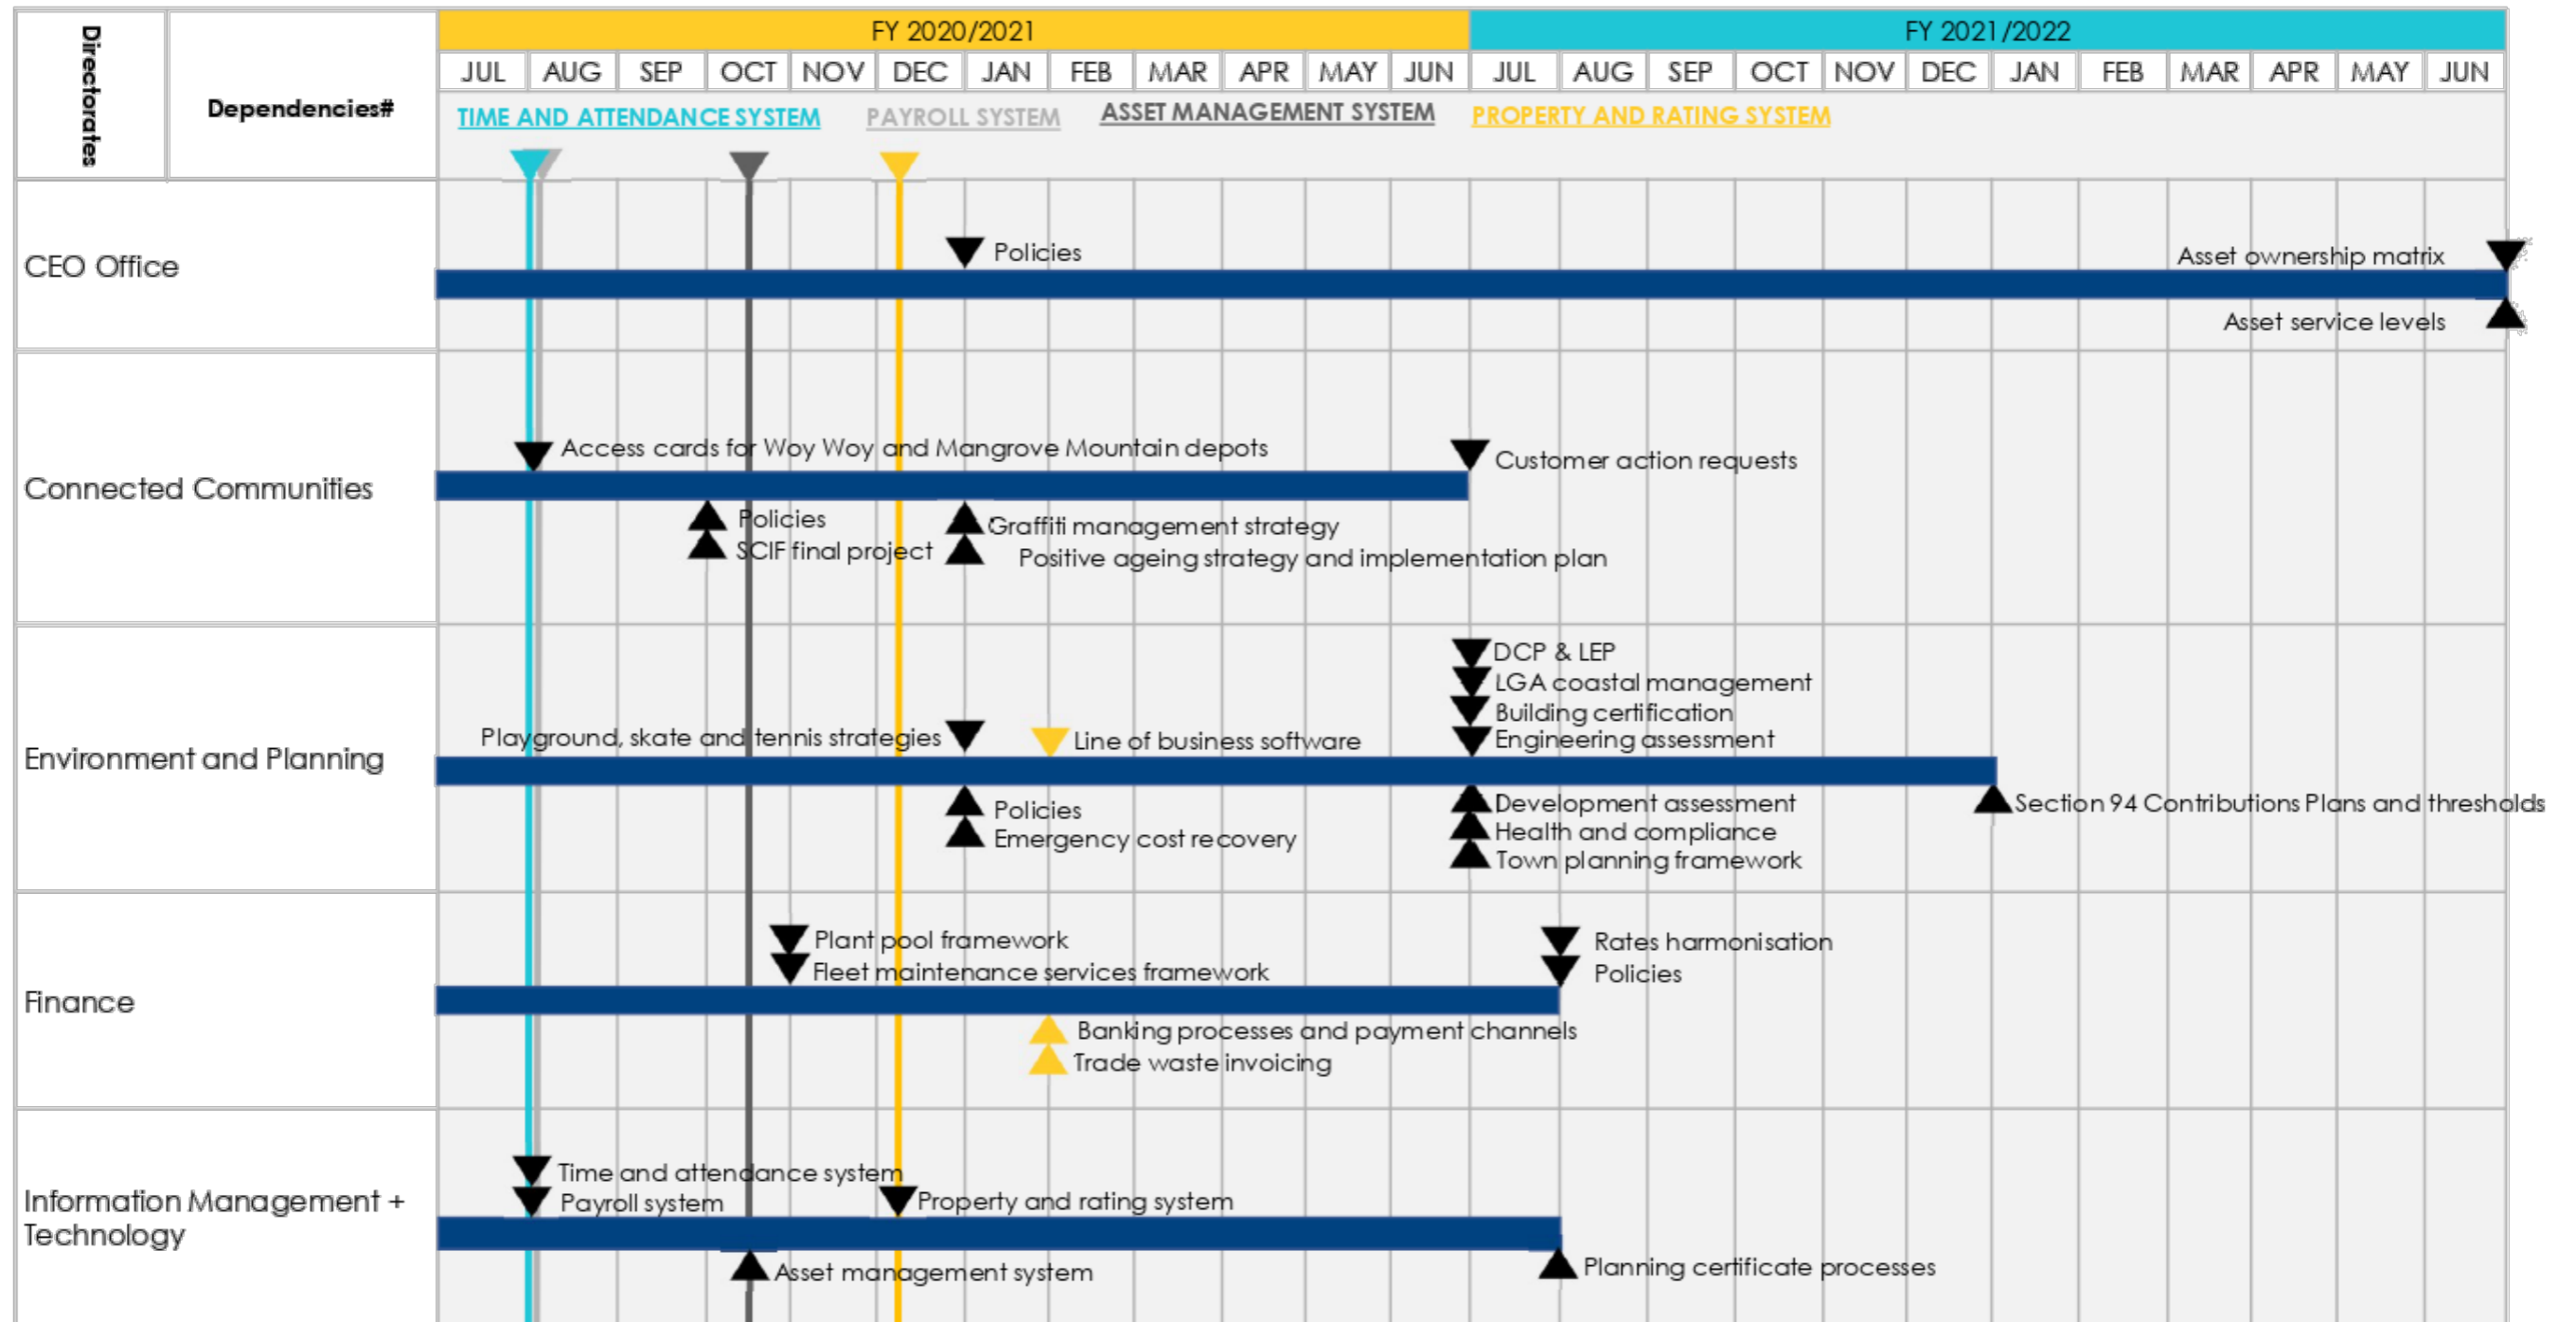 Directorates
Dependencies#
FY 2020/2021
FY 2021/2022
JUL AUG SEP OCT NOV DEC JAN FEB MAR APR MAY JUN JUL AUG SEP OCT NOV DEC JAN FEB MAR APR MAY JUN
TIME AND ATTENDANCE SYSTEM
PAYROLL SYSTEM
ASSET MANAGEMENT SYSTEM
PROPERTY AND RATING SYSTEM
CEO Office
Policies
Asset ownership matrix
Asset service levels
Connected Communities
Access cards for Woy Woy and Mangrove Mountain depots
Customer action requests
Policies
SCIF final project
Graffiti management strategy
Positive ageing strategy and implementation plan
Environment and Planning
DCP & LEP
LGA coastal management
Building certification
Engineering assessment
Playground, skate and tennis strategies
Line of business software
Policies
Emergency cost recovery
Development assessment
Health and compliance
Town planning framework
Section 94 Contributions Plans and thresholds
Finance
Plant pool framework
Fleet maintenance services framework
Rates harmonisation
Policies
Banking processes and payment channels
Trade waste invoicing
Information Management +
Technology
Time and attendance system
Payroll system
Property and rating system
Asset management system
Planning certificate processes